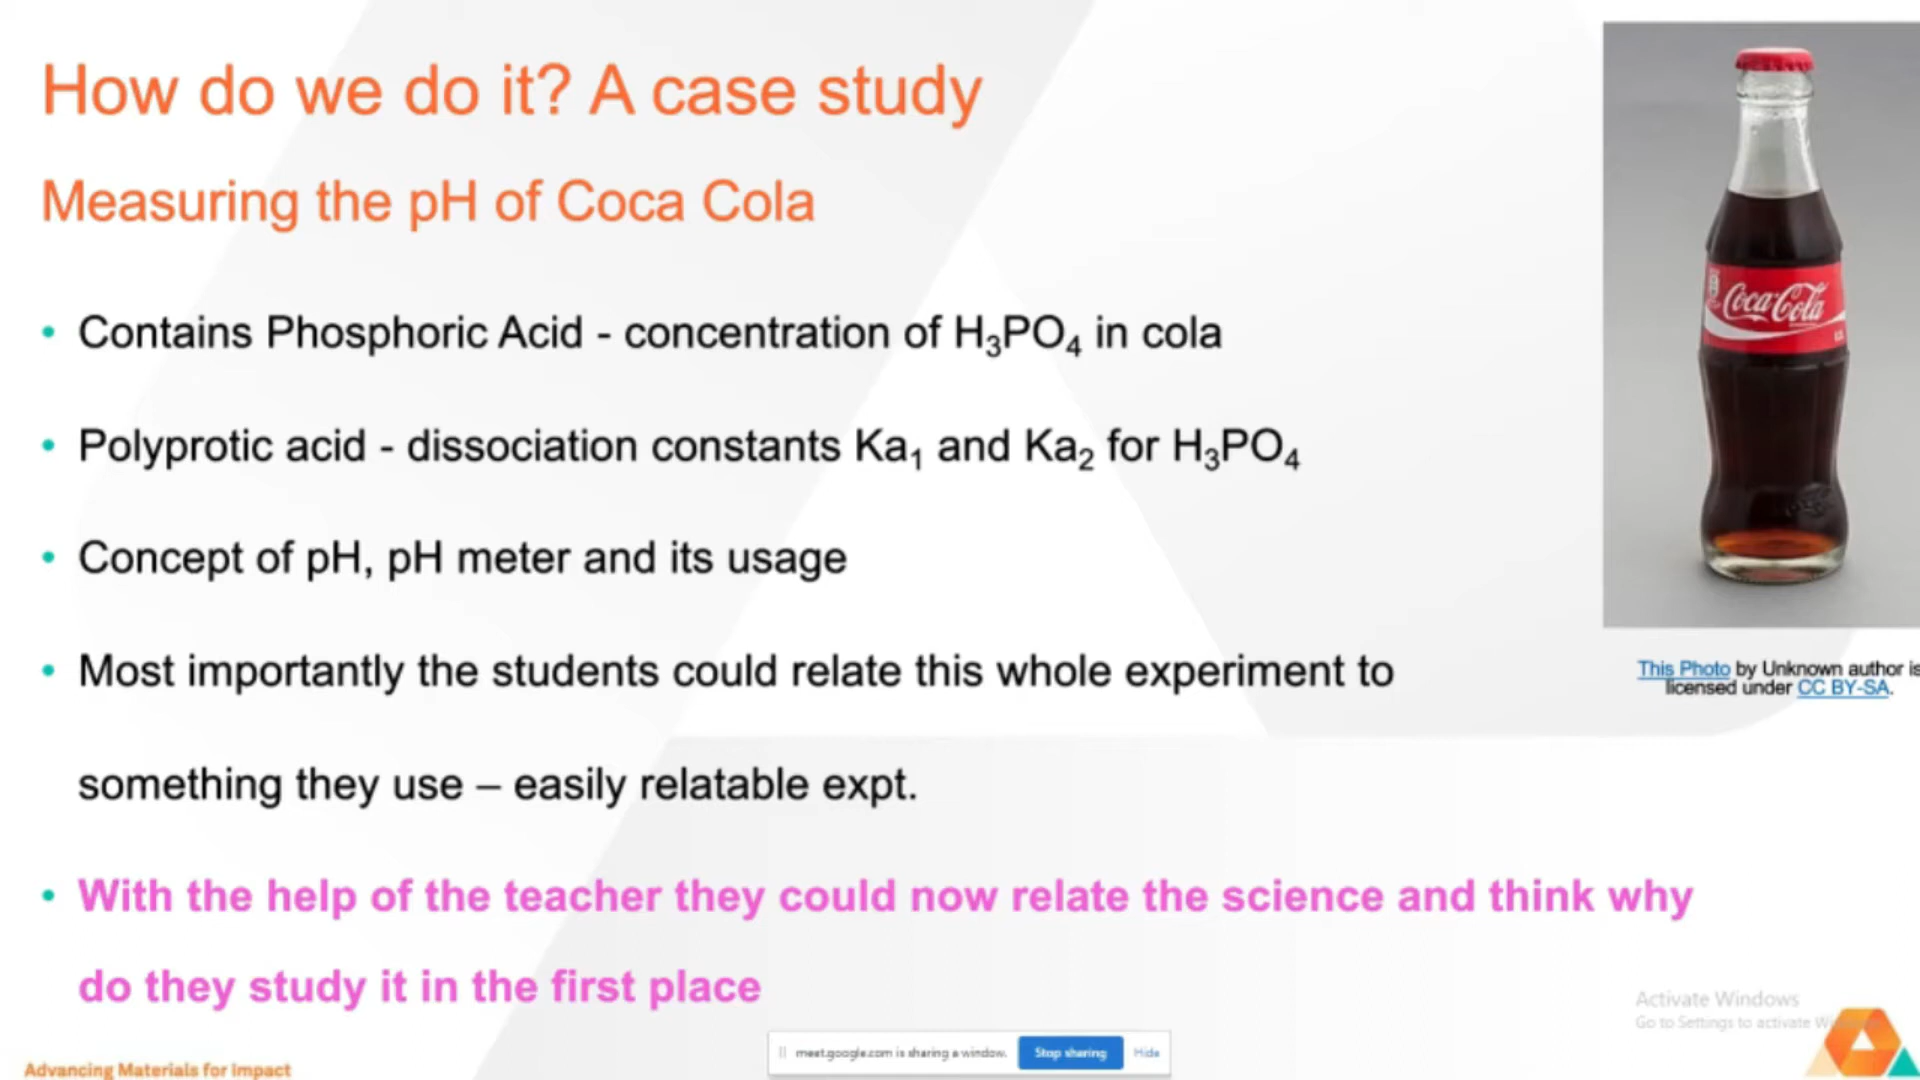 How do we do it? A case study
Measuring the pH of Coca Cola
• Contains Phosphoric Acid - concentration of H₃PO₄ in cola
• Polyprotic acid - dissociation constants Ka₁ and Ka₂ for H₃PO₄
• Concept of pH, pH meter and its usage
• Most importantly the students could relate this whole experiment to
something they use – easily relatable expt.
• With the help of the teacher they could now relate the science and think why
do they study it in the first place
Coca-Cola
This Photo by Unknown author is
licensed under CC BY-SA.
Activate Windows
Go to Settings to activate
meet.google.com is sharing a window.
Stop sharing
Hide
Advancing Materials for Impact